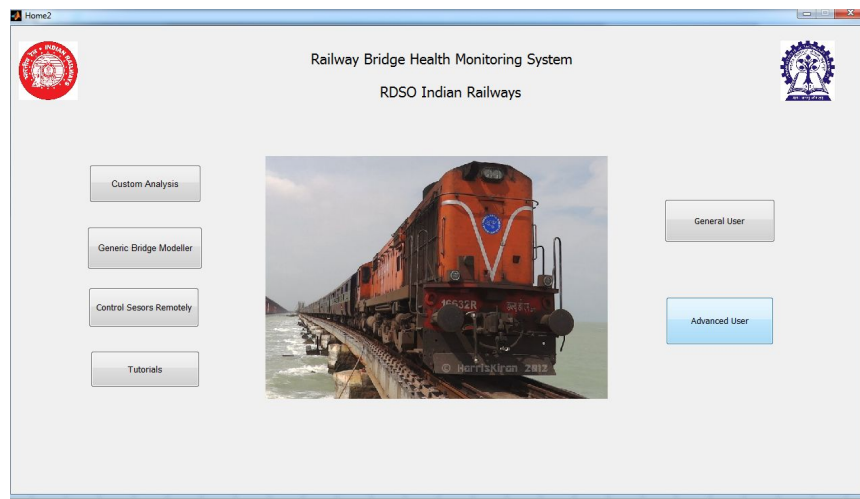 Home2
Railway Bridge Health Monitoring System
RDSO Indian Railways
Custom Analysis
Generic Bridge Modeller
Control Sesors Remotely
Tutorials
General User
Advanced User
16632R
© HarrisKiran 2012